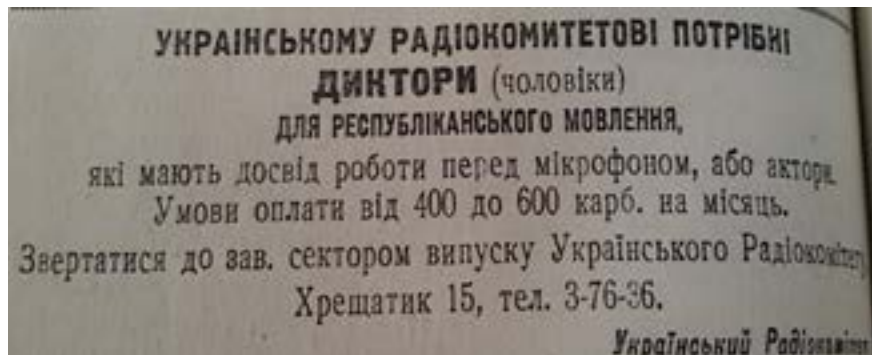 УКРАЇНСЬКОМУ РАДІОКОМІТЕТОВІ ПОТРІБНІ
ДИКТОРИ (чоловіки)
ДЛЯ РЕСПУБЛІКАНСЬКОГО МОВЛЕННЯ,
які мають досвід роботи перед мікрофоном, або актори.
Умови оплати від 400 до 600 карб. на місяць.
Звертатися до зав. сектором випуску Українського Радіокомітету,
Хрещатик 15, тел. 3-76-36.
Український Радіокомітет